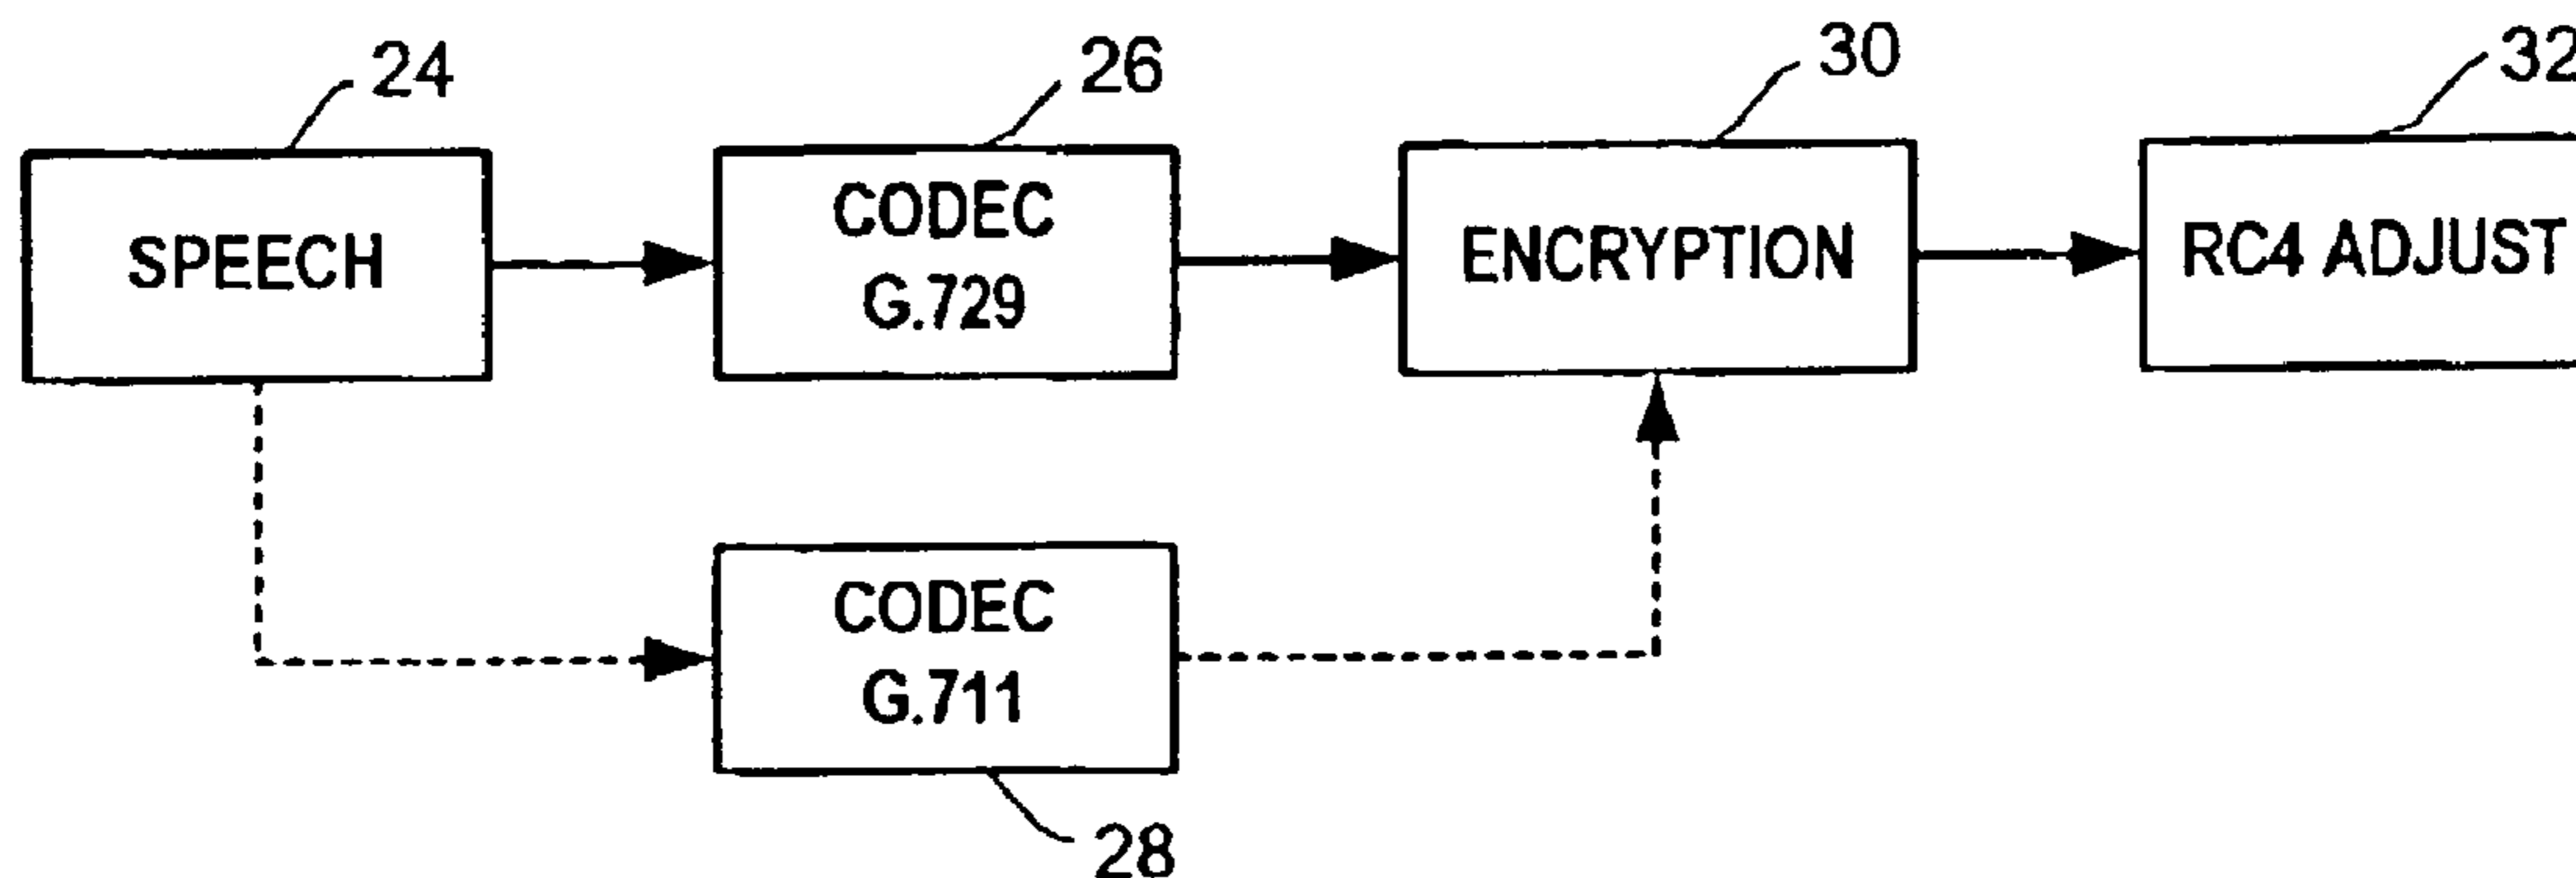 24
26
30
32
SPEECH
CODEC
G.729
ENCRYPTION
RC4 ADJUST
CODEC
G.711
28